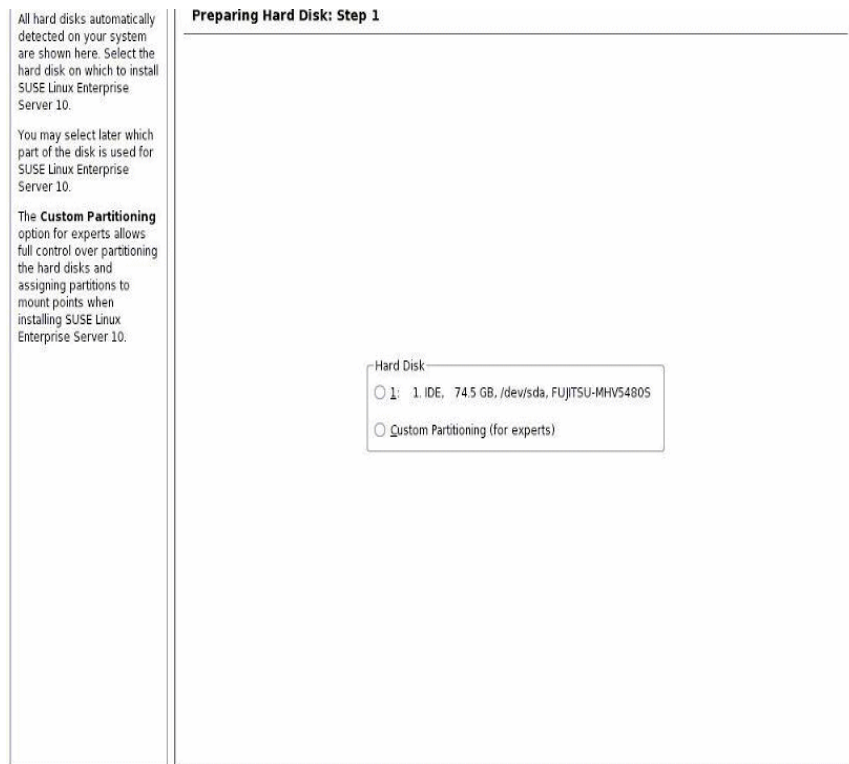 All hard disks automatically
detected on your system
are shown here. Select the
hard disk on which to install
SUSE Linux Enterprise
Server 10.
You may select later which
part of the disk is used for
SUSE Linux Enterprise
Server 10.
The Custom Partitioning
option for experts allows
full control over partitioning
the hard disks and
assigning partitions to
mount points when
installing SUSE Linux
Enterprise Server 10.
Preparing Hard Disk: Step 1
Hard Disk
1: 1. IDE, 74.5 GB, /dev/sda, FUJITSU-MHV5480S
Custom Partitioning (for experts)